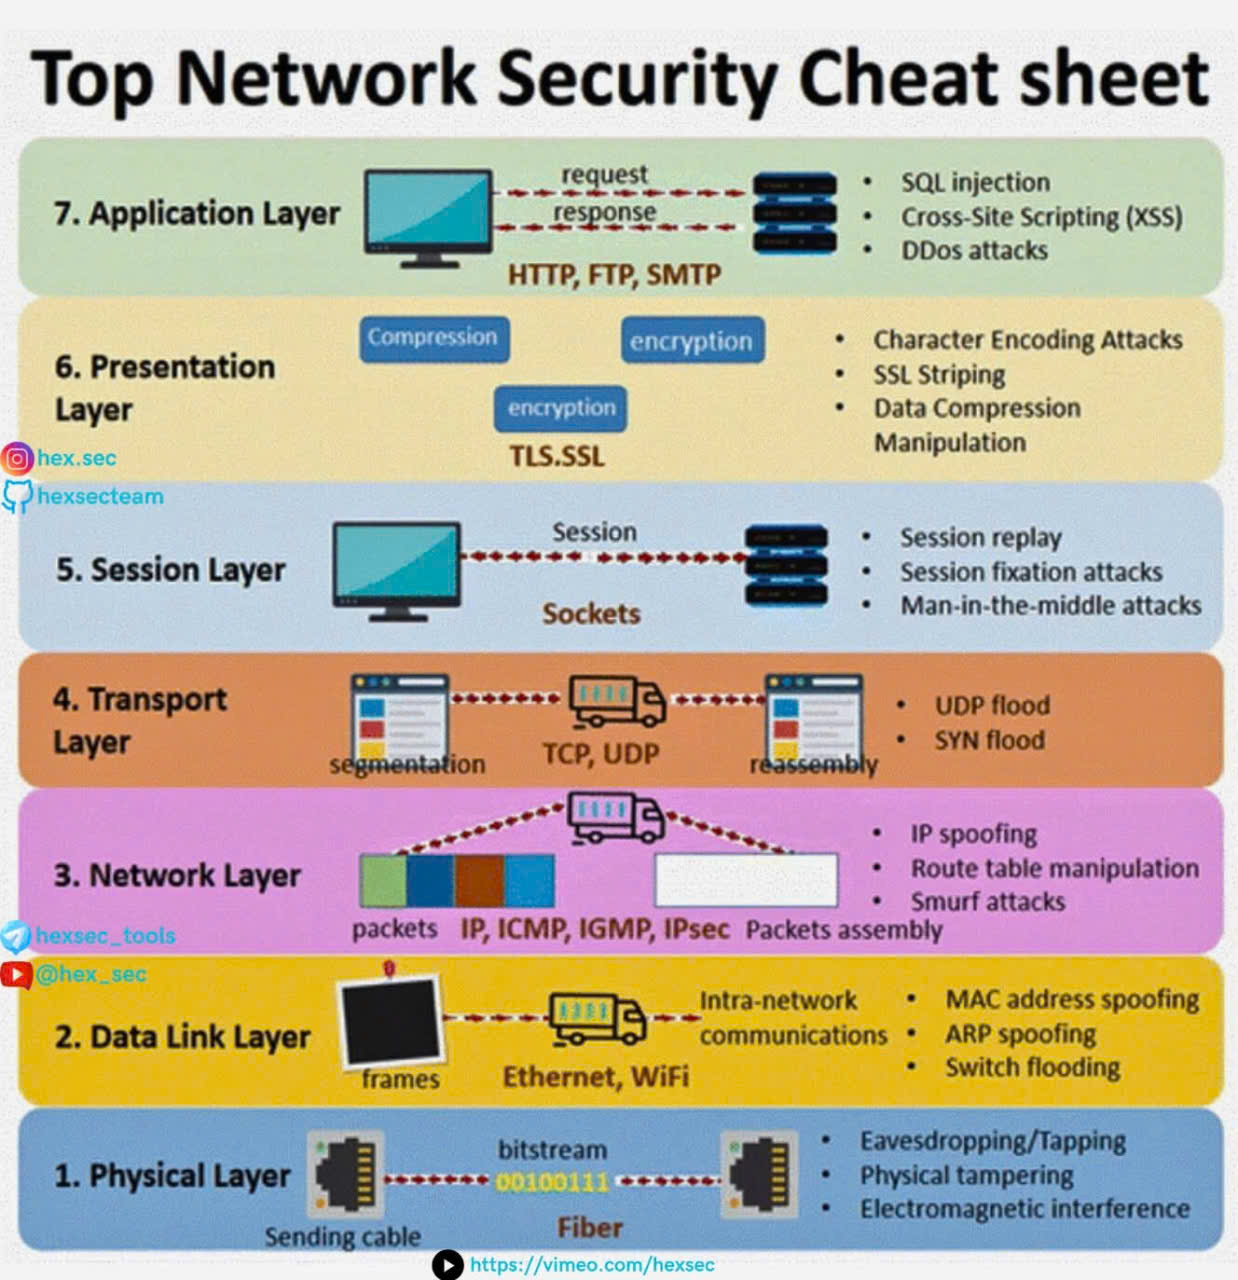 Top Network Security Cheat sheet
7. Application Layer
request
response
HTTP, FTP, SMTP
• SQL injection
• Cross-Site Scripting (XSS)
• DDos attacks
6. Presentation
Layer
Compression
encryption
encryption
TLS.SSL
• Character Encoding Attacks
• SSL Striping
• Data Compression
Manipulation
hex.sec
hexsecteam
5. Session Layer
Session
Sockets
• Session replay
• Session fixation attacks
• Man-in-the-middle attacks
4. Transport
Layer
segmentation
TCP, UDP
reassembly
• UDP flood
• SYN flood
3. Network Layer
packets
IP, ICMP, IGMP, IPsec
Packets assembly
• IP spoofing
• Route table manipulation
• Smurf attacks
hexsec_tools
@hex_sec
2. Data Link Layer
frames
Ethernet, WiFi
Intra-network
communications
• MAC address spoofing
• ARP spoofing
• Switch flooding
1. Physical Layer
Sending cable
bitstream
00100111
Fiber
• Eavesdropping/Tapping
• Physical tampering
• Electromagnetic interference
https://vimeo.com/hexsec